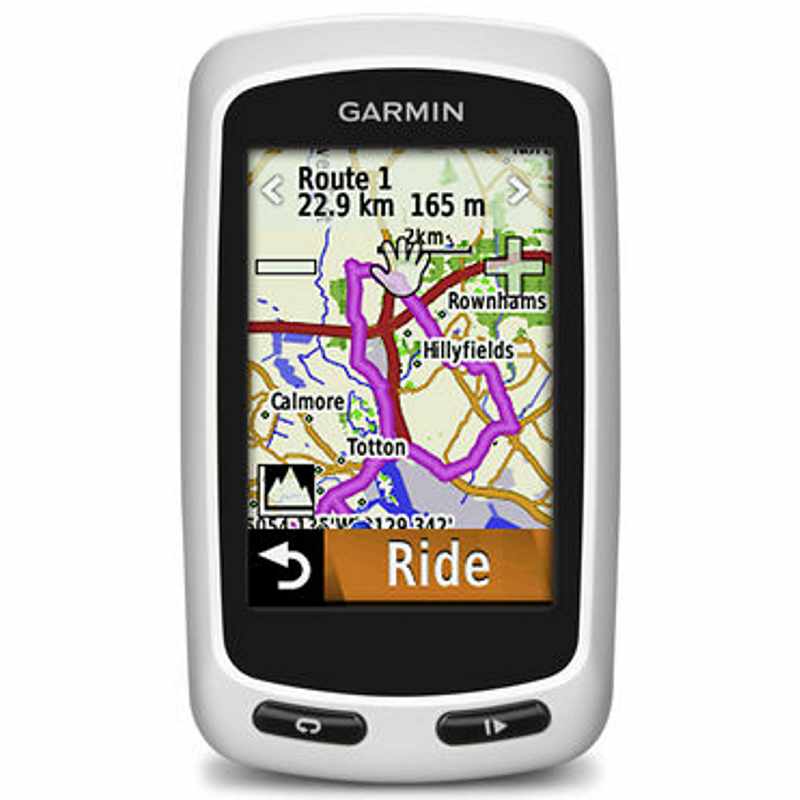 GARMIN
Route 1
22.9 km 165 m
2km
Rownhams
Hillyfields
Calmore
Totton
Ride